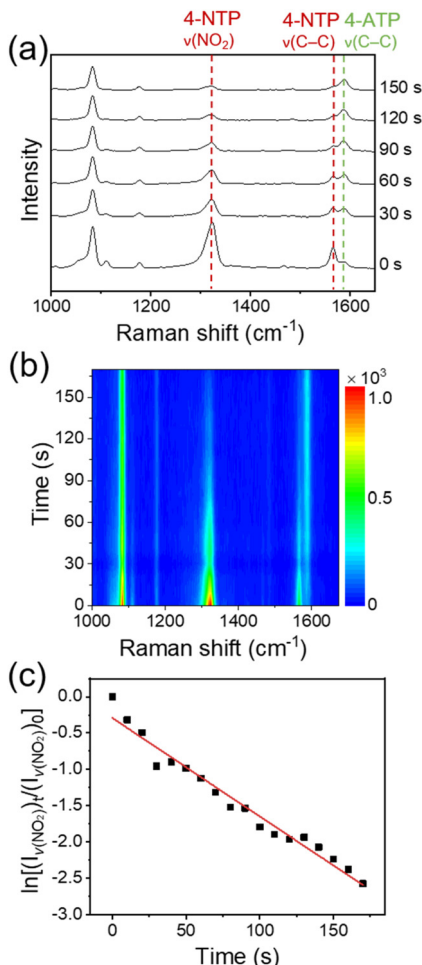 (a)
4-NTP 4-NTP 4-ATP
ν(NO₂) ν(C–C) ν(C–C)
150 s
120 s
90 s
60 s
30 s
0 s
Intensity
1000 1200 1400 1600
Raman shift (cm⁻¹)
(b)
× 10³
1.0
0.5
0
150
120
90
60
30
0
Time (s)
1000 1200 1400 1600
Raman shift (cm⁻¹)
(c)
0.0
-0.5
-1.0
-1.5
-2.0
-2.5
-3.0
ln[(I_ν(NO₂))t/(I_ν(NO₂))0]
0 50 100 150
Time (s)